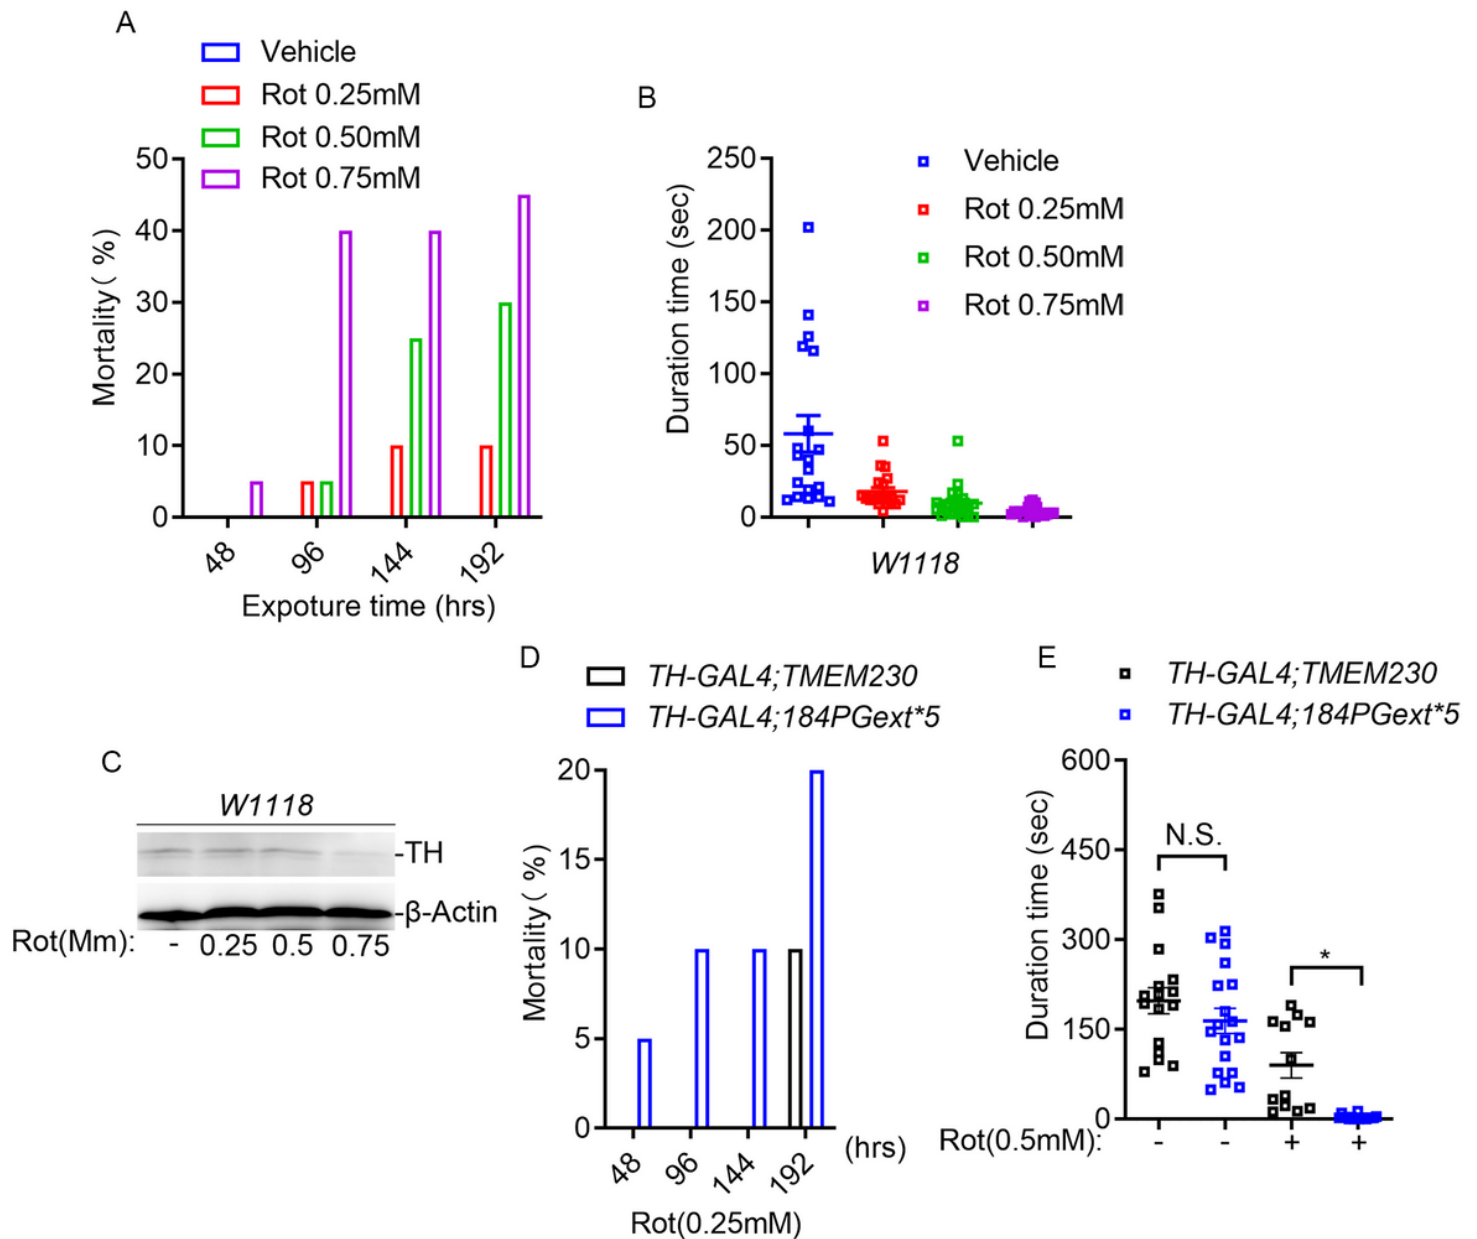 A
Vehicle
Rot 0.25mM
Rot 0.50mM
Rot 0.75mM
50
40
30
20
10
0
Mortality( %)
48
96
144
192
Expoture time (hrs)
B
Vehicle
Rot 0.25mM
Rot 0.50mM
Rot 0.75mM
250
200
150
100
50
0
Duration time (sec)
W1118
C
W1118
-TH
-β-Actin
Rot(Mm): - 0.25 0.5 0.75
D
TH-GAL4;TMEM230
TH-GAL4;184PGext*5
20
15
10
5
0
Mortality( %)
48
96
144
192
(hrs)
Rot(0.25mM)
E
TH-GAL4;TMEM230
TH-GAL4;184PGext*5
600
450
300
150
0
Duration time (sec)
N.S.
*
Rot(0.5mM): - - + +